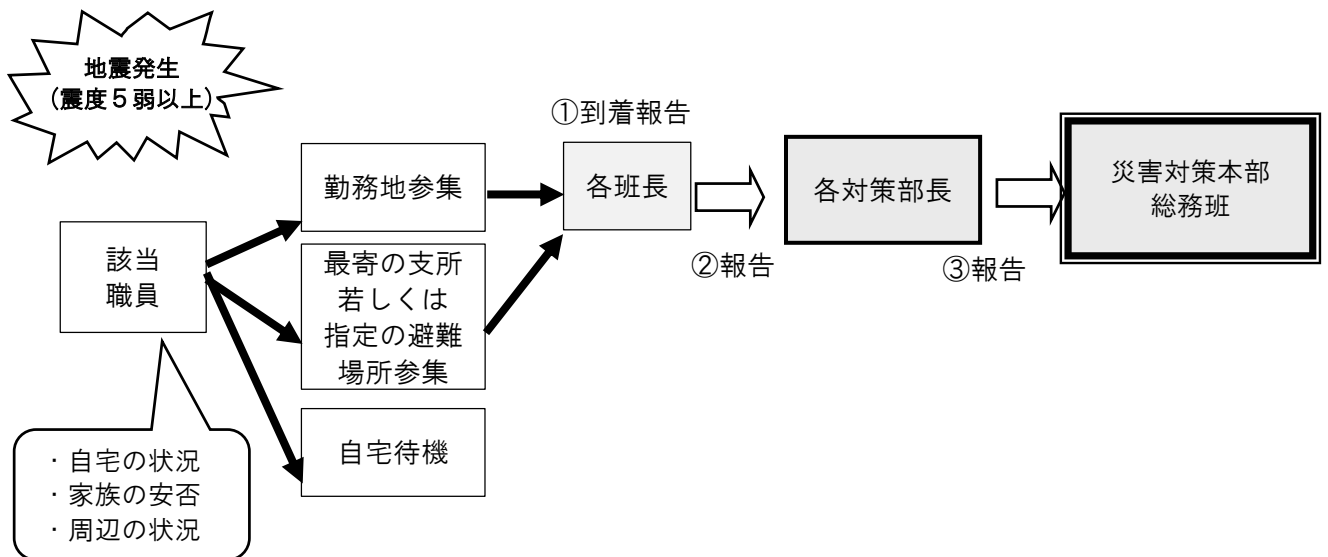 地震発生
（震度５弱以上）
①到着報告
勤務地参集
各班長
各対策部長
災害対策本部
総務班
該当
職員
最寄の支所
若しくは
指定の避難
場所参集
②報告
③報告
自宅待機
・自宅の状況
・家族の安否
・周辺の状況